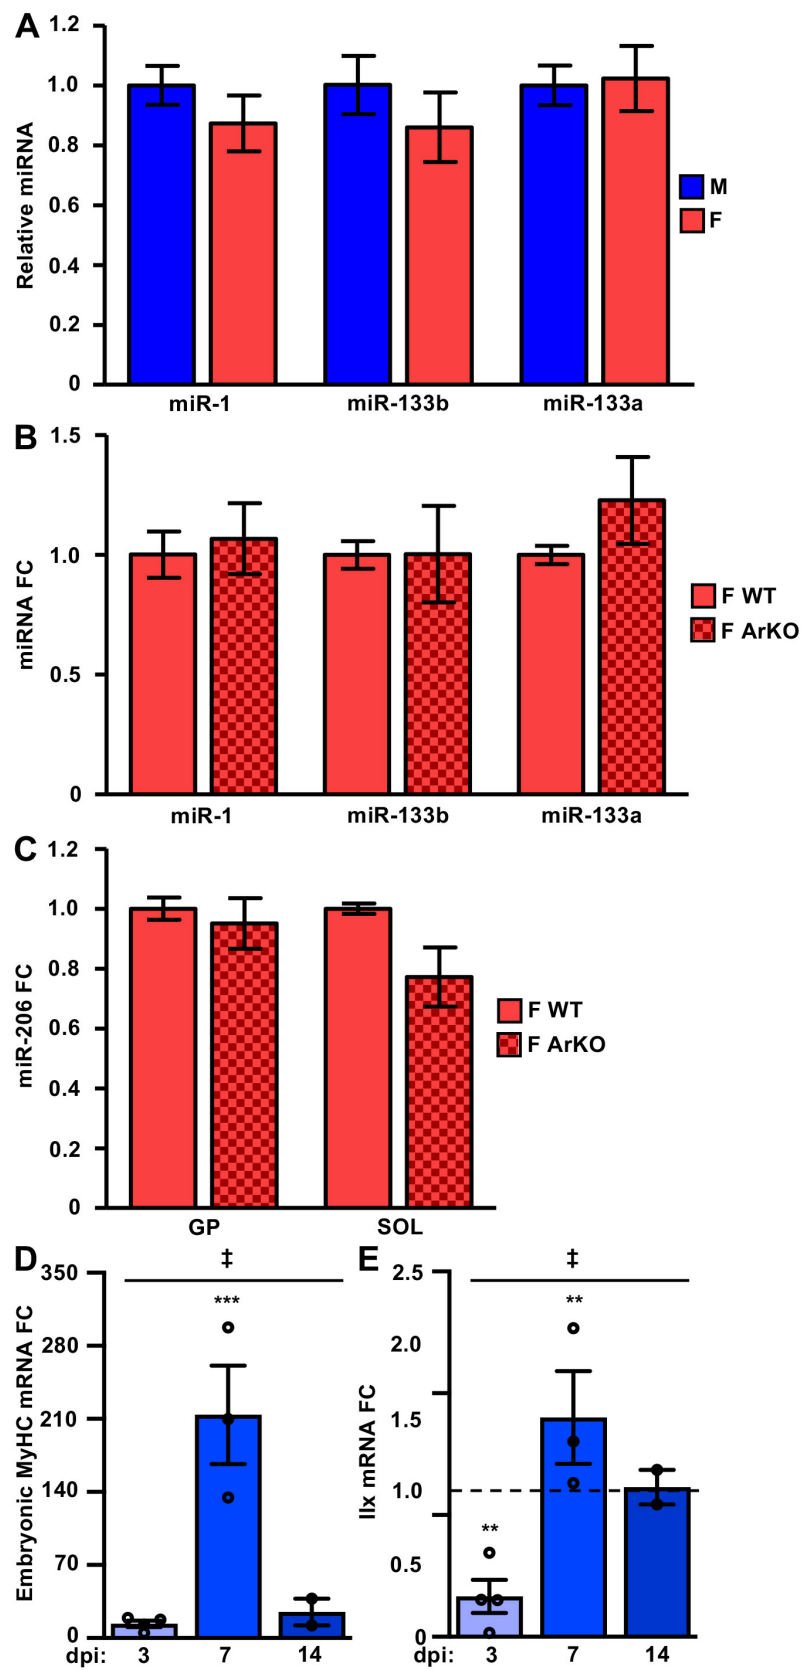 A
1.2
1.0
0.8
0.6
0.4
0.2
0
Relative miRNA
miR-1 miR-133b miR-133a
M
F
B
1.5
1.0
0.5
0
miRNA FC
miR-1 miR-133b miR-133a
F WT
F ArKO
C
1.2
1.0
0.8
0.6
0.4
0.2
0
miR-206 FC
GP SOL
F WT
F ArKO
D
350
280
210
140
70
0
Embryonic MyHC mRNA FC
‡
***
dpi: 3 7 14
E
2.5
2.0
1.5
1.0
0.5
0
IIx mRNA FC
‡
**
**
dpi: 3 7 14